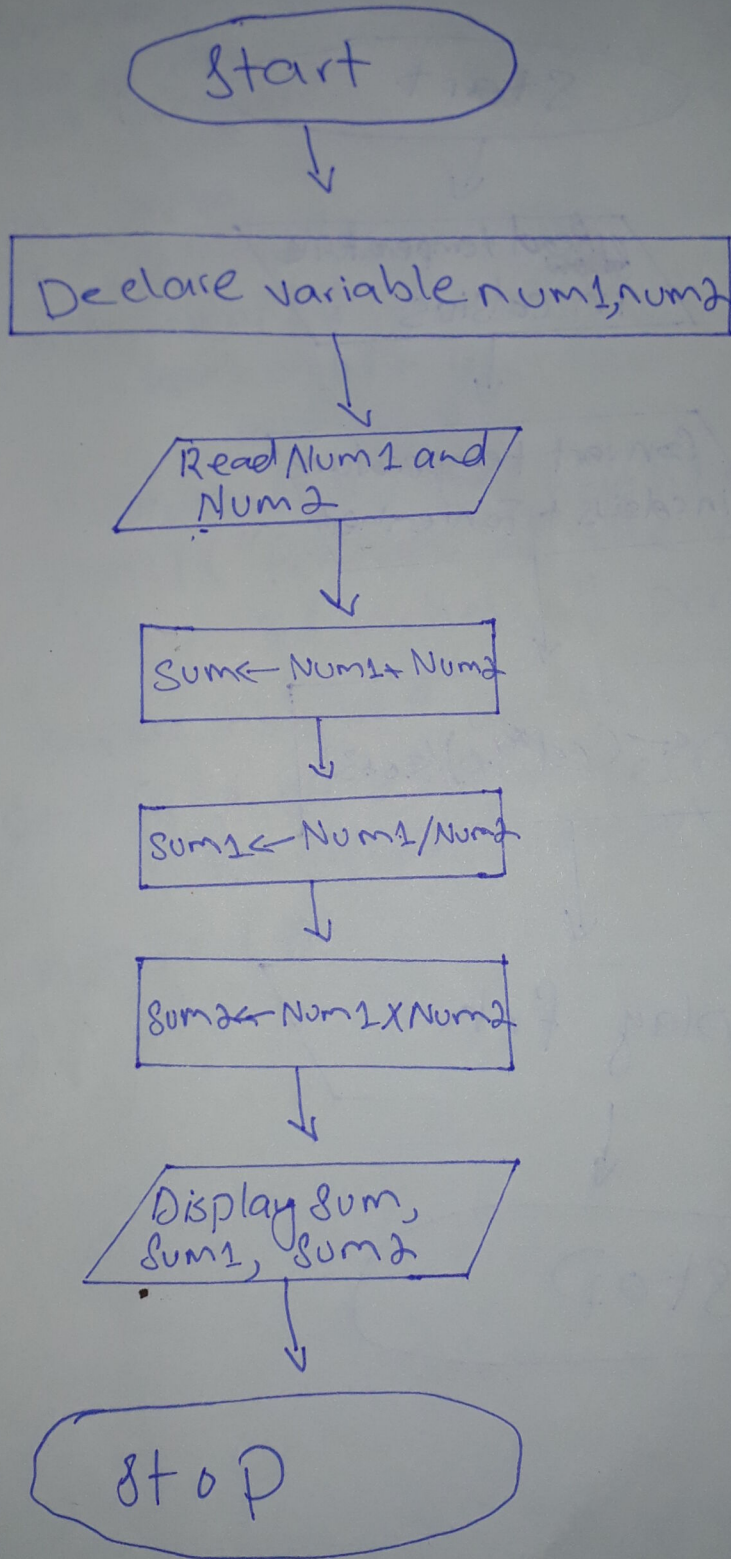 Start
Declare variable num1, num2
Read Num1 and
Num2
Sum← Num1+ Num2
Sum1← Num1/Num2
Sum2← Num1XNum2
Display Sum,
Sum1, Sum2
Stop